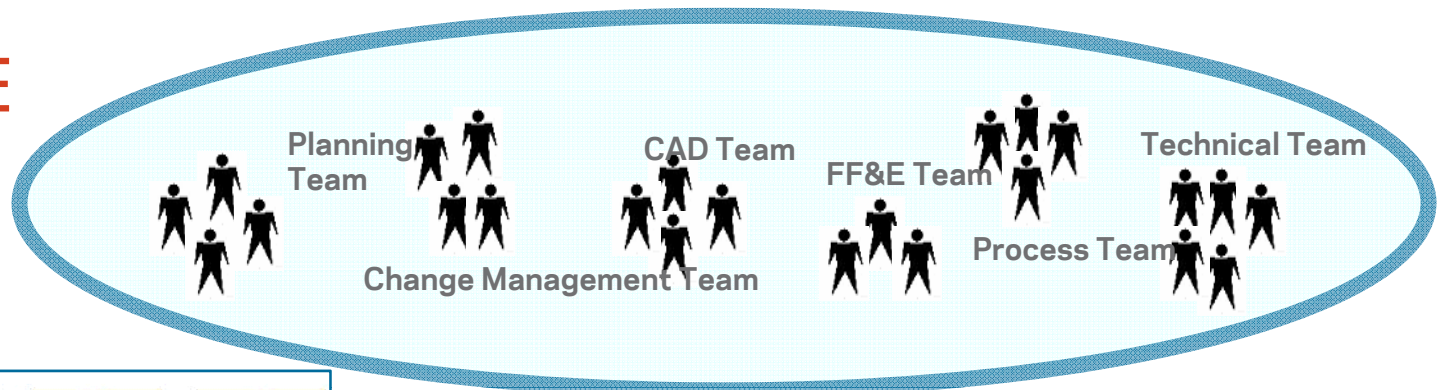 Planning
Team
CAD Team
FF&E Team
Technical Team
Process Team
Change Management Team